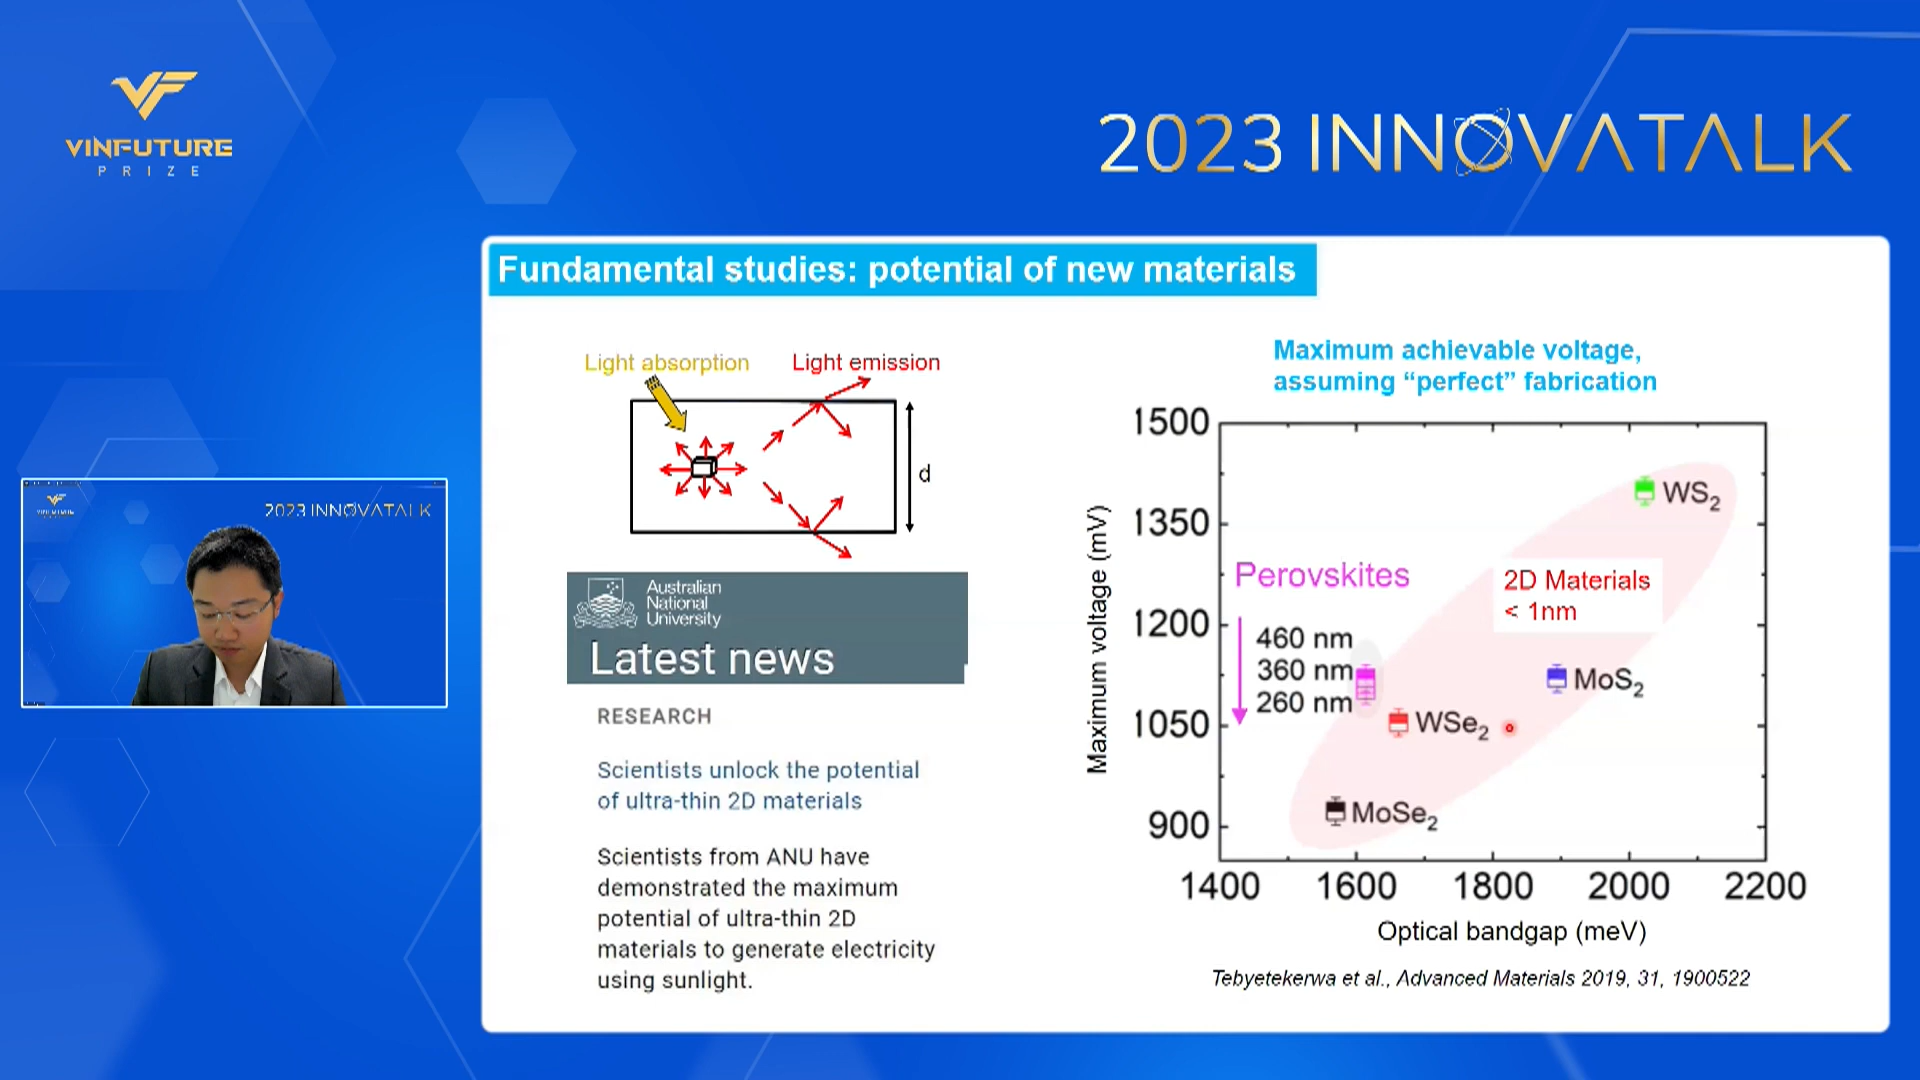 VINFUTURE
PRIZE
2023 INNOVATALK
Fundamental studies: potential of new materials
Light absorption
Light emission
d
Australian
National
University
Latest news
RESEARCH
Scientists unlock the potential
of ultra-thin 2D materials
Scientists from ANU have
demonstrated the maximum
potential of ultra-thin 2D
materials to generate electricity
using sunlight.
Maximum achievable voltage,
assuming “perfect” fabrication
Maximum voltage (mV)
1500
1350
1200
1050
900
WS₂
Perovskites
2D Materials
< 1nm
460 nm
360 nm
260 nm
MoS₂
WSe₂
MoSe₂
1400 1600 1800 2000 2200
Optical bandgap (meV)
Tebyetekerwa et al., Advanced Materials 2019, 31, 1900522
2023 INNOVATALK
VINFUTURE